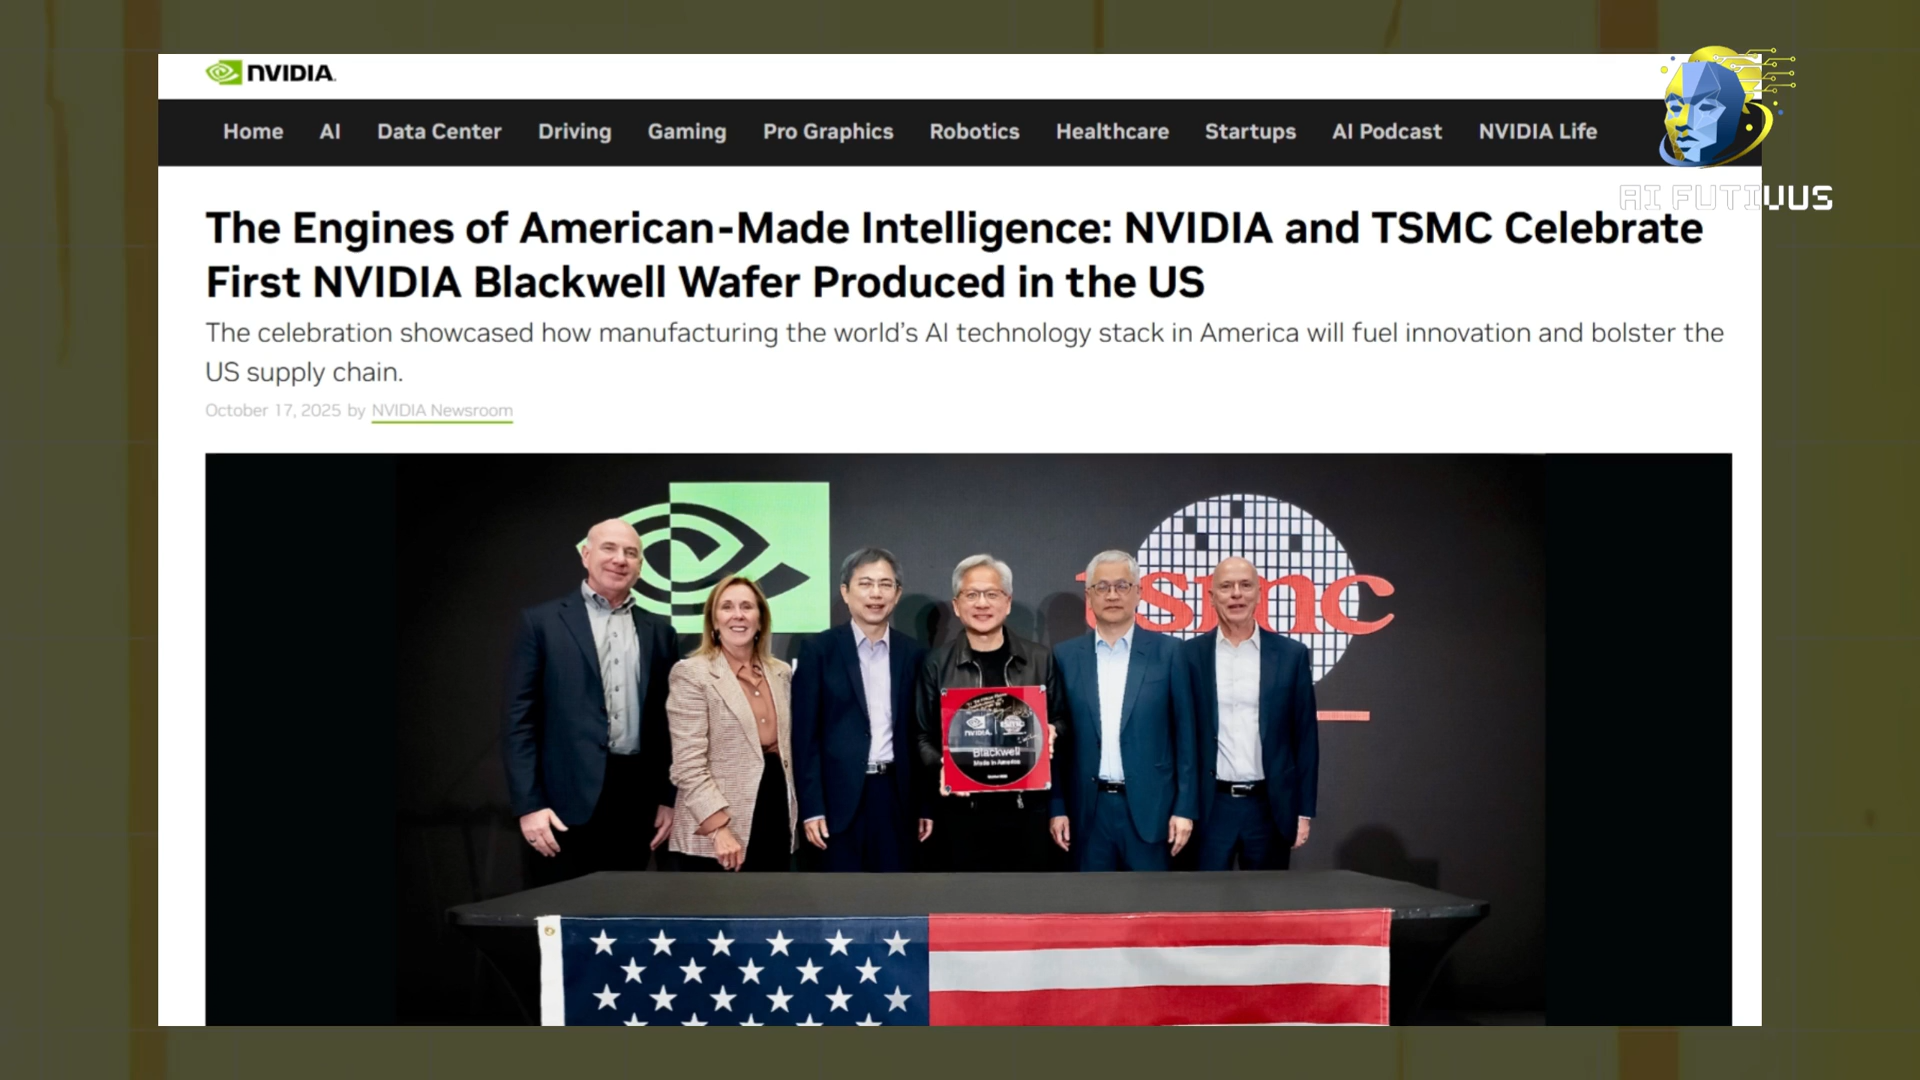 NVIDIA.
Home AI Data Center Driving Gaming Pro Graphics Robotics Healthcare Startups AI Podcast NVIDIA Life
AI FUTIVUS
The Engines of American-Made Intelligence: NVIDIA and TSMC Celebrate
First NVIDIA Blackwell Wafer Produced in the US
The celebration showcased how manufacturing the world's AI technology stack in America will fuel innovation and bolster the
US supply chain.
October 17, 2025 by NVIDIA Newsroom
tsmc
NVIDIA. tsmc
Blackwell
Made in America